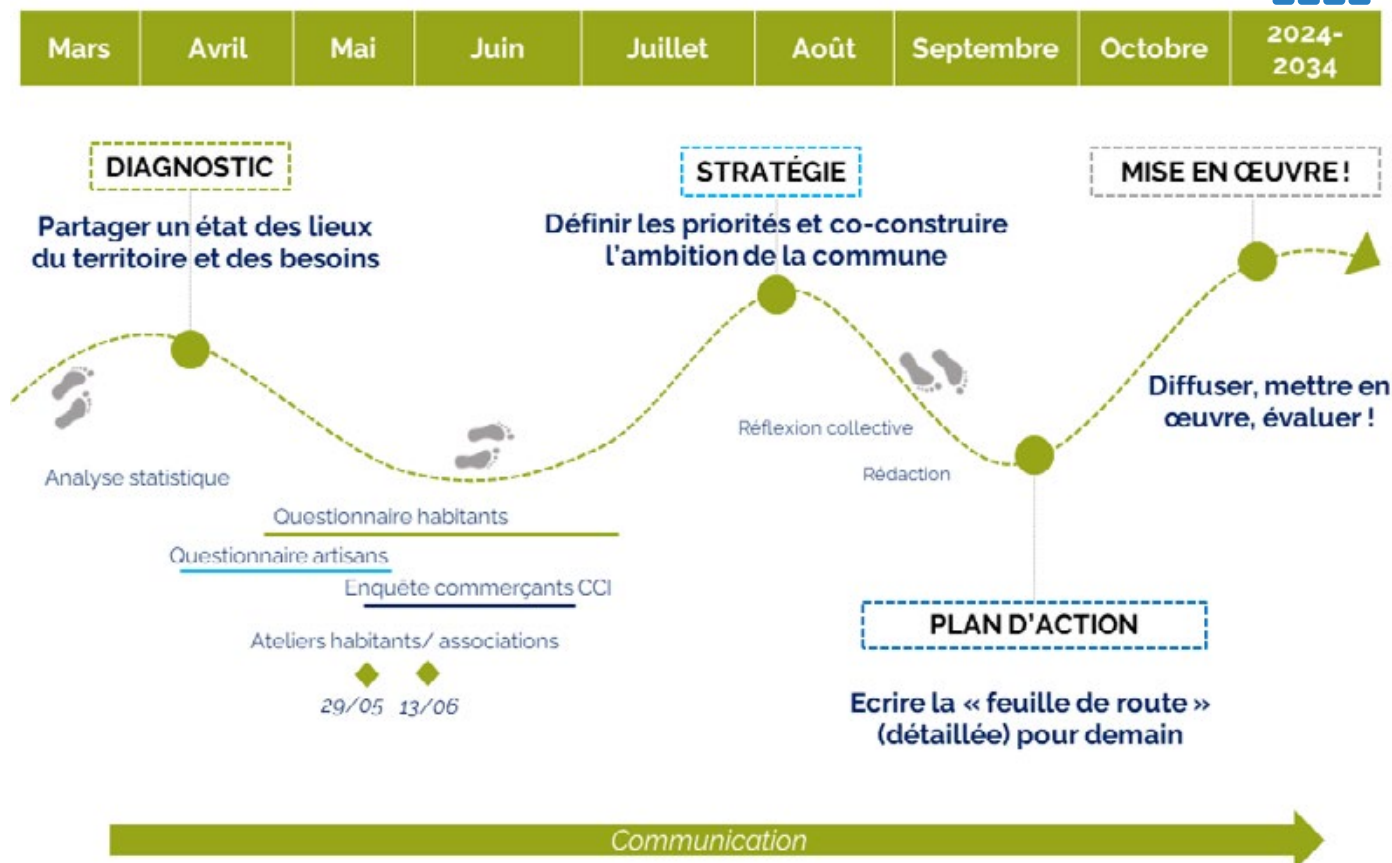 Mars
Avril
Mai
Juin
Juillet
Août
Septembre
Octobre
2024-
2034
DIAGNOSTIC
Partager un état des lieux
du territoire et des besoins
STRATÉGIE
Définir les priorités et co-construire
l'ambition de la commune
MISE EN ŒUVRE !
Diffuser, mettre en
œuvre, évaluer !
Réflexion collective
Rédaction
Analyse statistique
Questionnaire habitants
Questionnaire artisans
Enquête commerçants CCI
Ateliers habitants/ associations
29/05
13/06
PLAN D'ACTION
Ecrire la « feuille de route »
(détaillée) pour demain
Communication